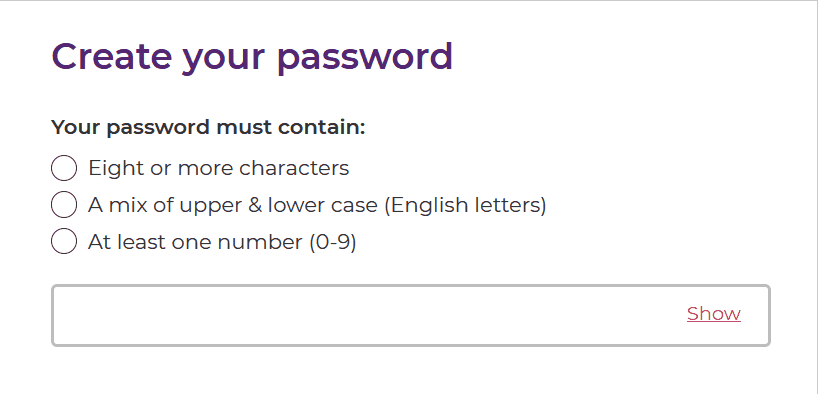 Create your password
Your password must contain:
Eight or more characters
A mix of upper & lower case (English letters)
At least one number (0-9)
Show